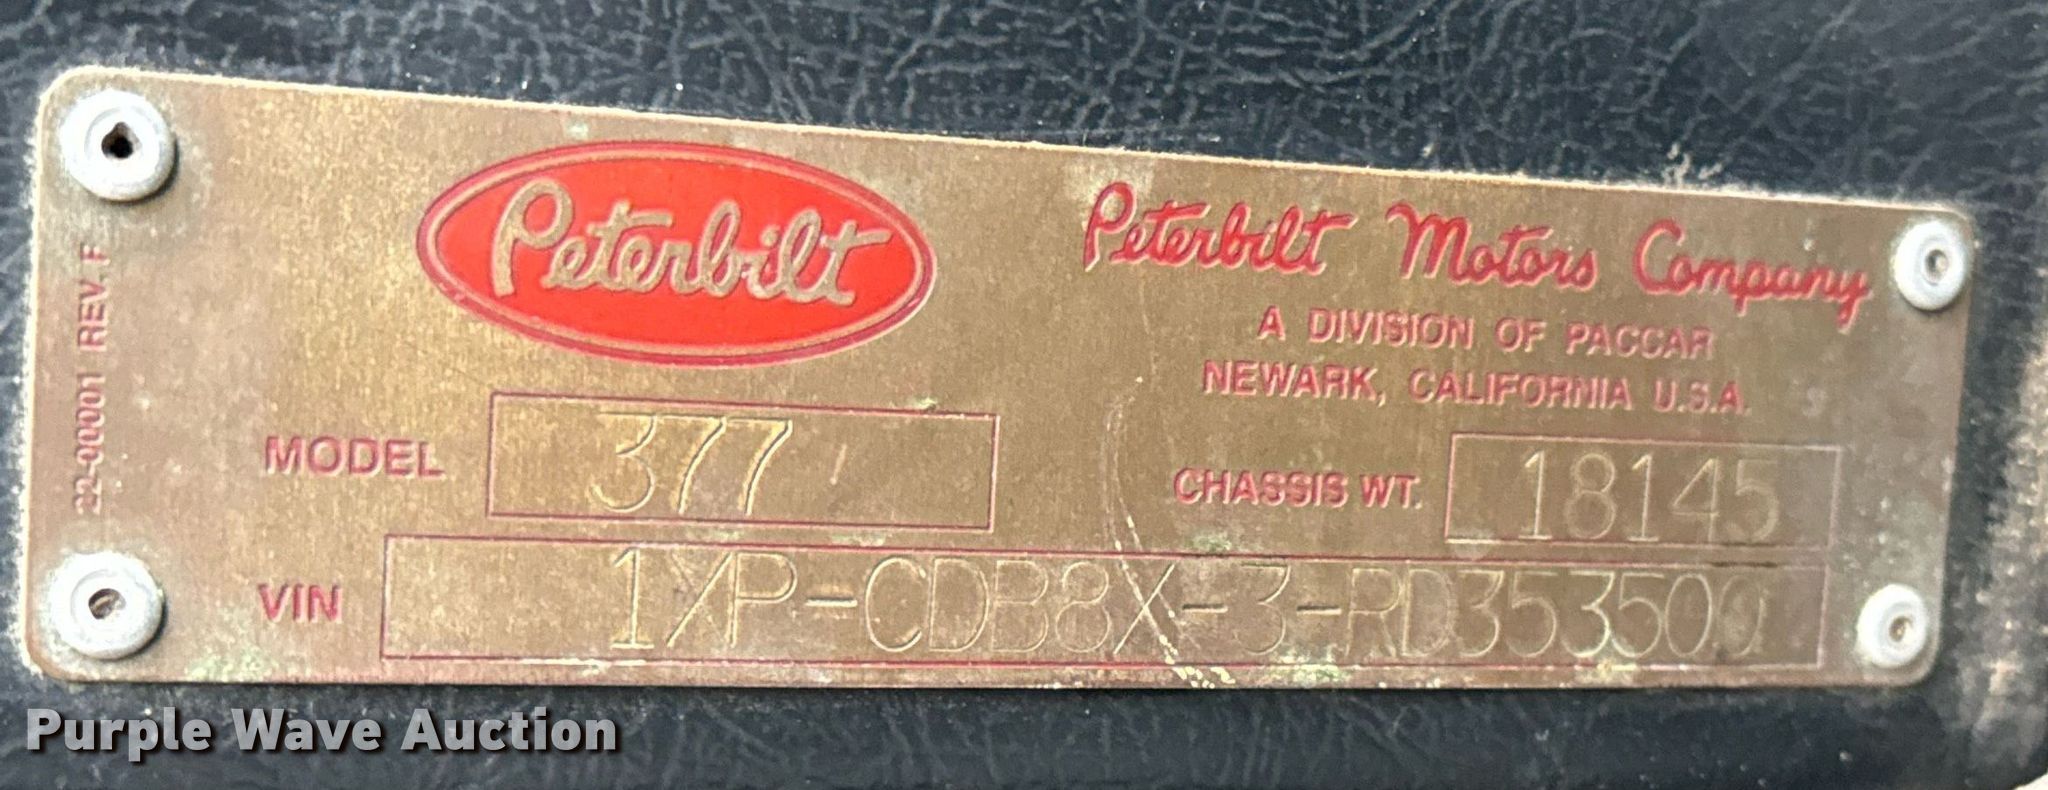 22-00001 REV. F
Peterbilt
Peterbilt Motors Company
A DIVISION OF PACCAR
NEWARK, CALIFORNIA U.S.A.
MODEL 377
CHASSIS WT. 18145
VIN 1XP-CDB8X-3-RD353500
Purple Wave Auction